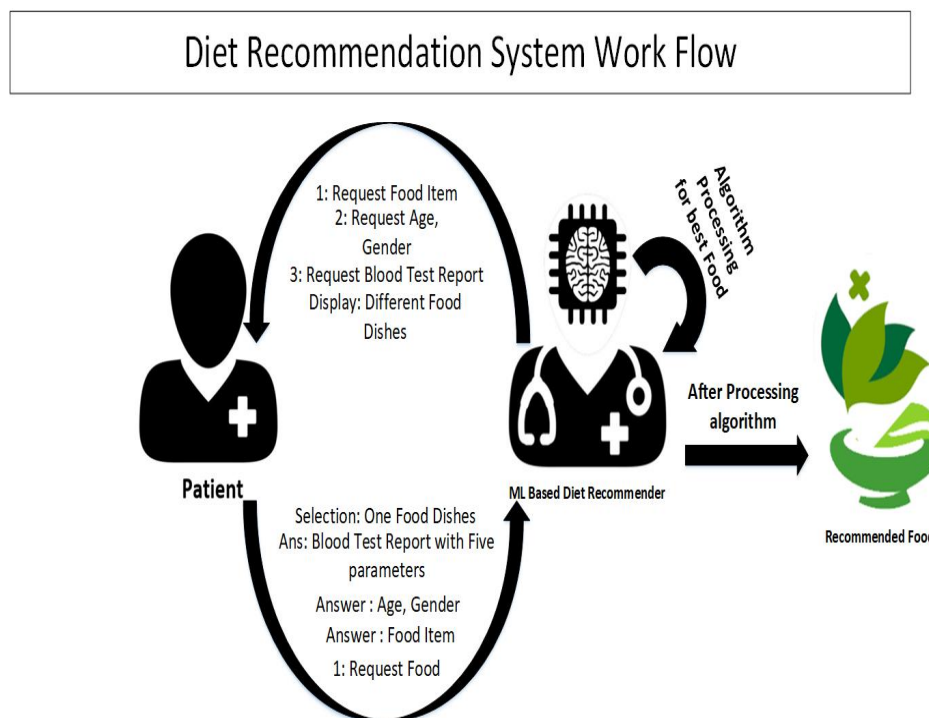 Diet Recommendation System Work Flow
1: Request Food Item
2: Request Age,
Gender
3: Request Blood Test Report
Display: Different Food
Dishes
Algorithm
Processing
for best Food
After Processing
algorithm
Patient
ML Based Diet Recommender
Recommended Food
Selection: One Food Dishes
Ans: Blood Test Report with Five
parameters
Answer : Age, Gender
Answer : Food Item
1: Request Food